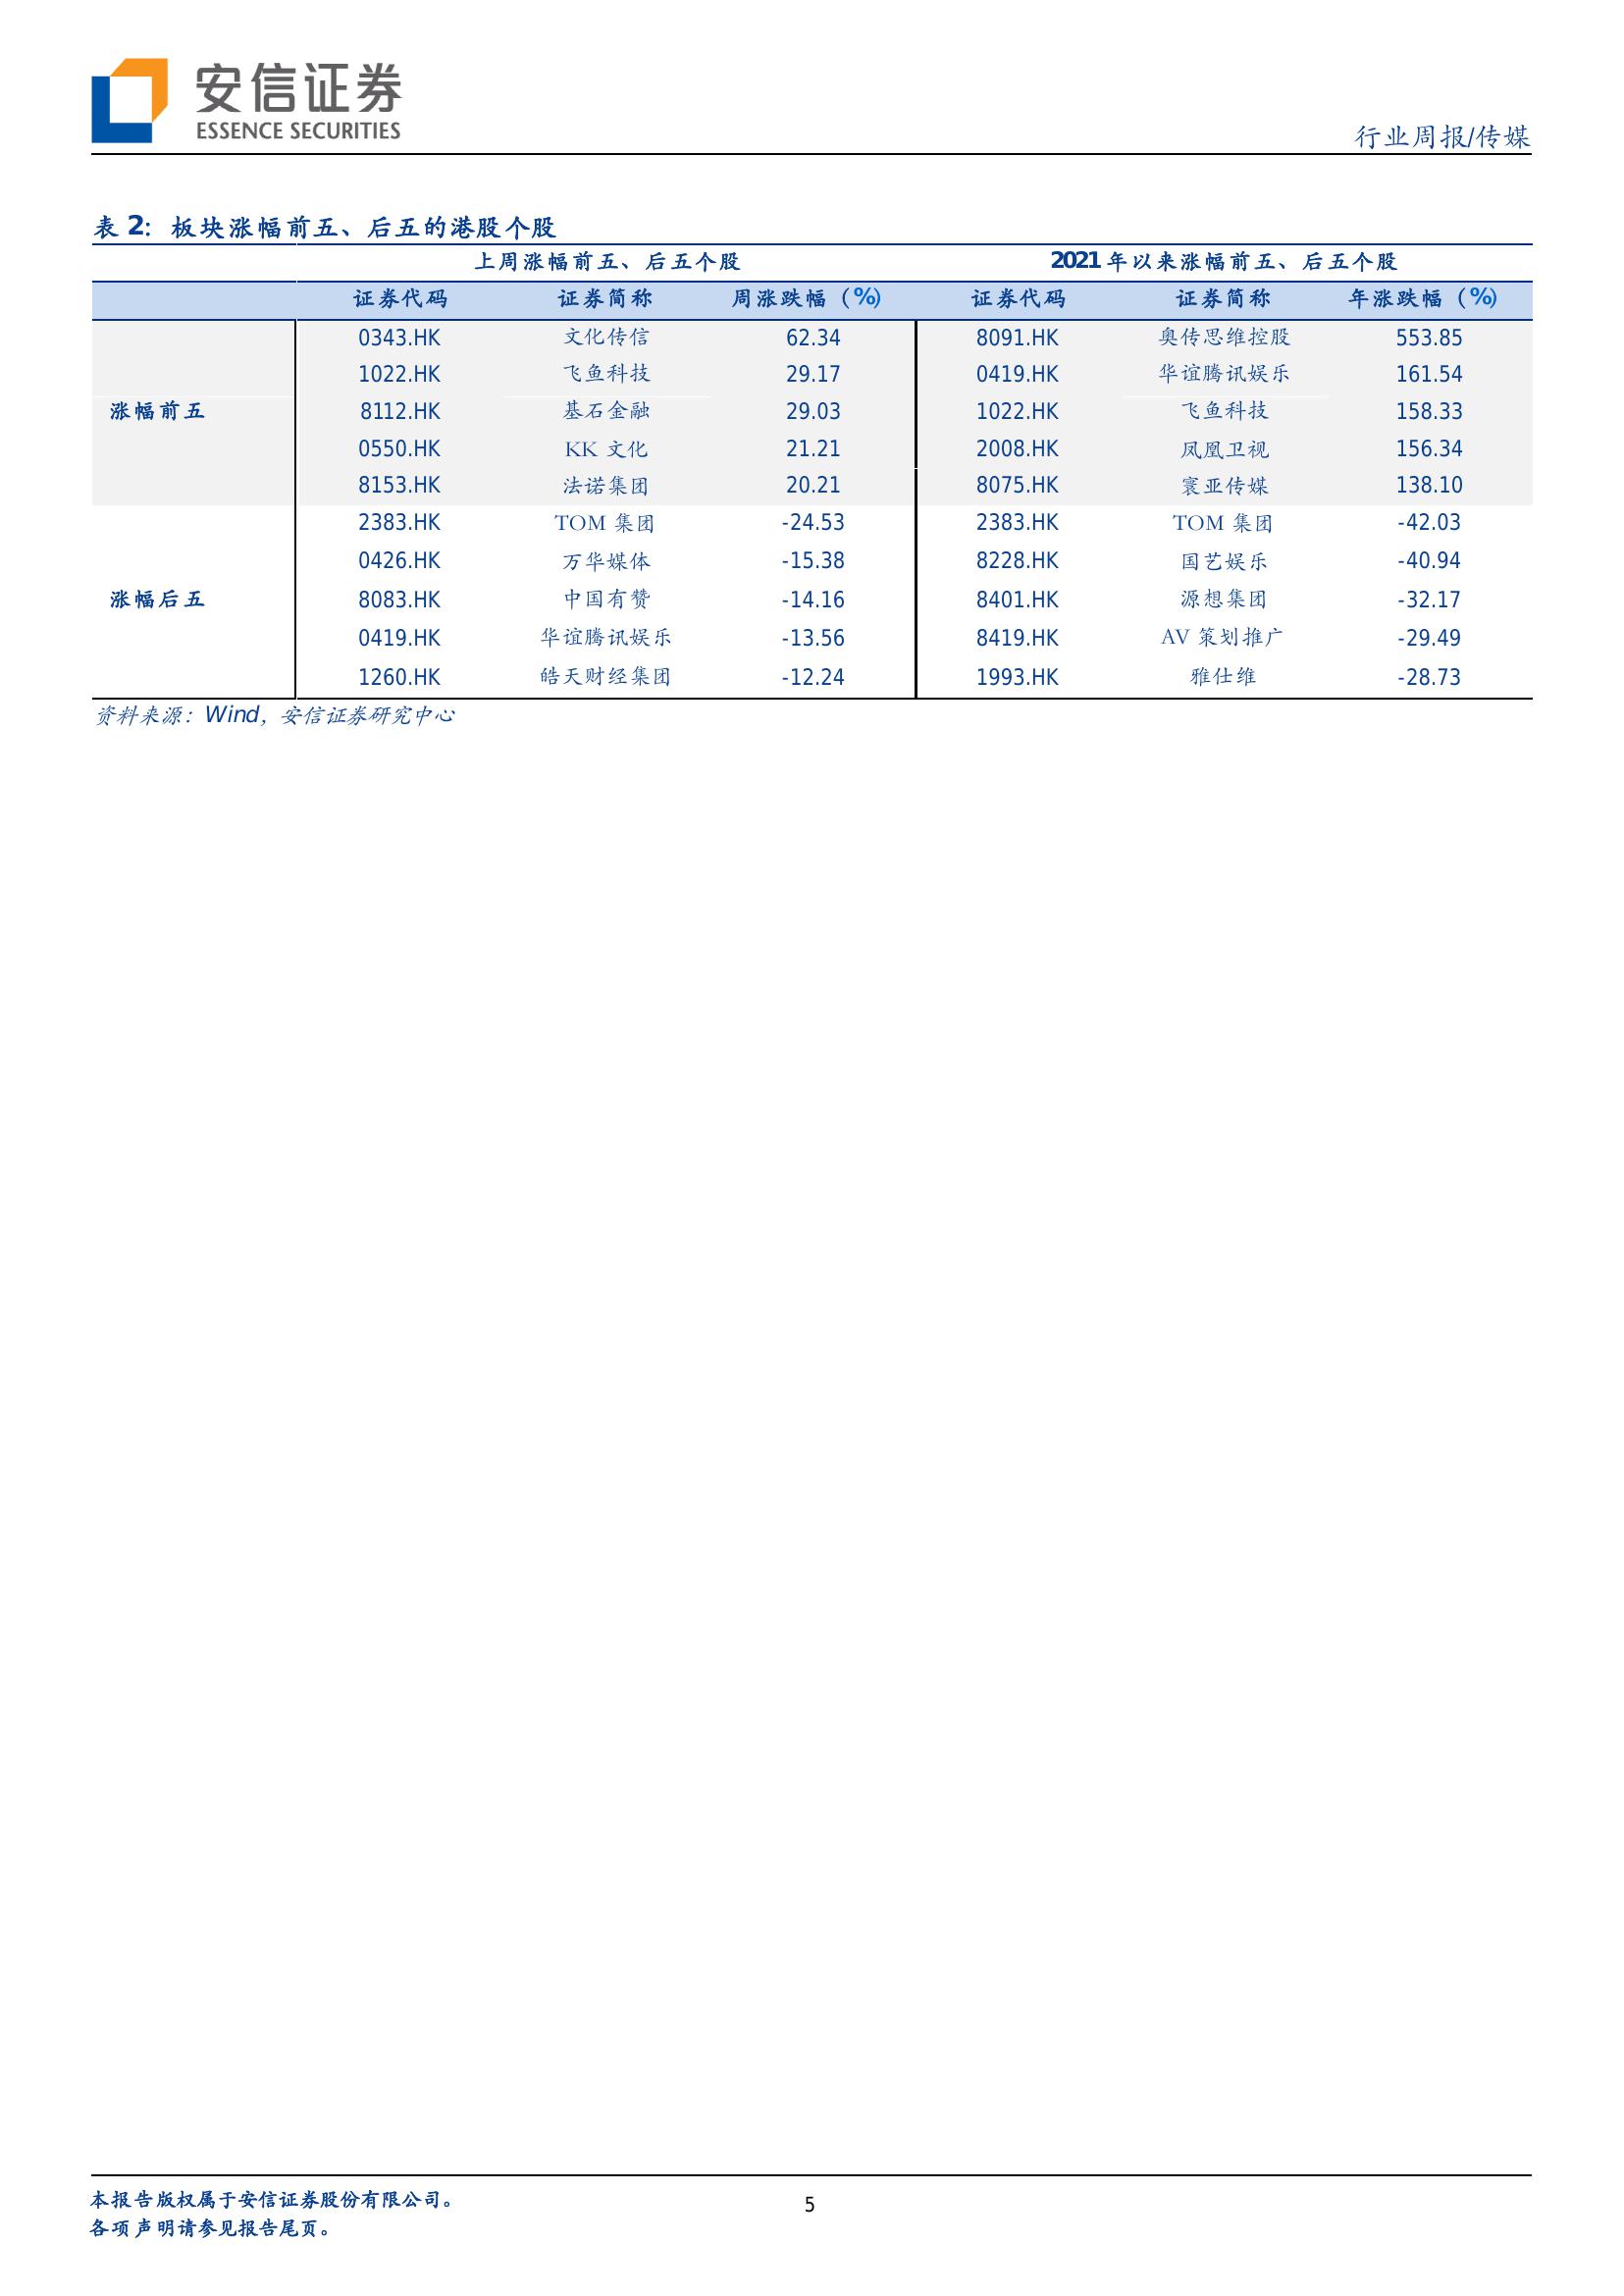 安信证券
ESSENCE SECURITIES
行业周报/传媒
表 2：板块涨幅前五、后五的港股个股
上周涨幅前五、后五个股 2021 年以来涨幅前五、后五个股
证券代码 证券简称 周涨跌幅（%） 证券代码 证券简称 年涨跌幅（%）
0343.HK 文化传信 62.34 8091.HK 奥传思维控股 553.85
1022.HK 飞鱼科技 29.17 0419.HK 华谊腾讯娱乐 161.54
涨幅前五 8112.HK 基石金融 29.03 1022.HK 飞鱼科技 158.33
0550.HK KK 文化 21.21 2008.HK 凤凰卫视 156.34
8153.HK 法诺集团 20.21 8075.HK 寰亚传媒 138.10
2383.HK TOM 集团 -24.53 2383.HK TOM 集团 -42.03
0426.HK 万华媒体 -15.38 8228.HK 国艺娱乐 -40.94
涨幅后五 8083.HK 中国有赞 -14.16 8401.HK 源想集团 -32.17
0419.HK 华谊腾讯娱乐 -13.56 8419.HK AV 策划推广 -29.49
1260.HK 皓天财经集团 -12.24 1993.HK 雅仕维 -28.73
资料来源：Wind，安信证券研究中心
本报告版权属于安信证券股份有限公司。
5
各项声明请参见报告尾页。